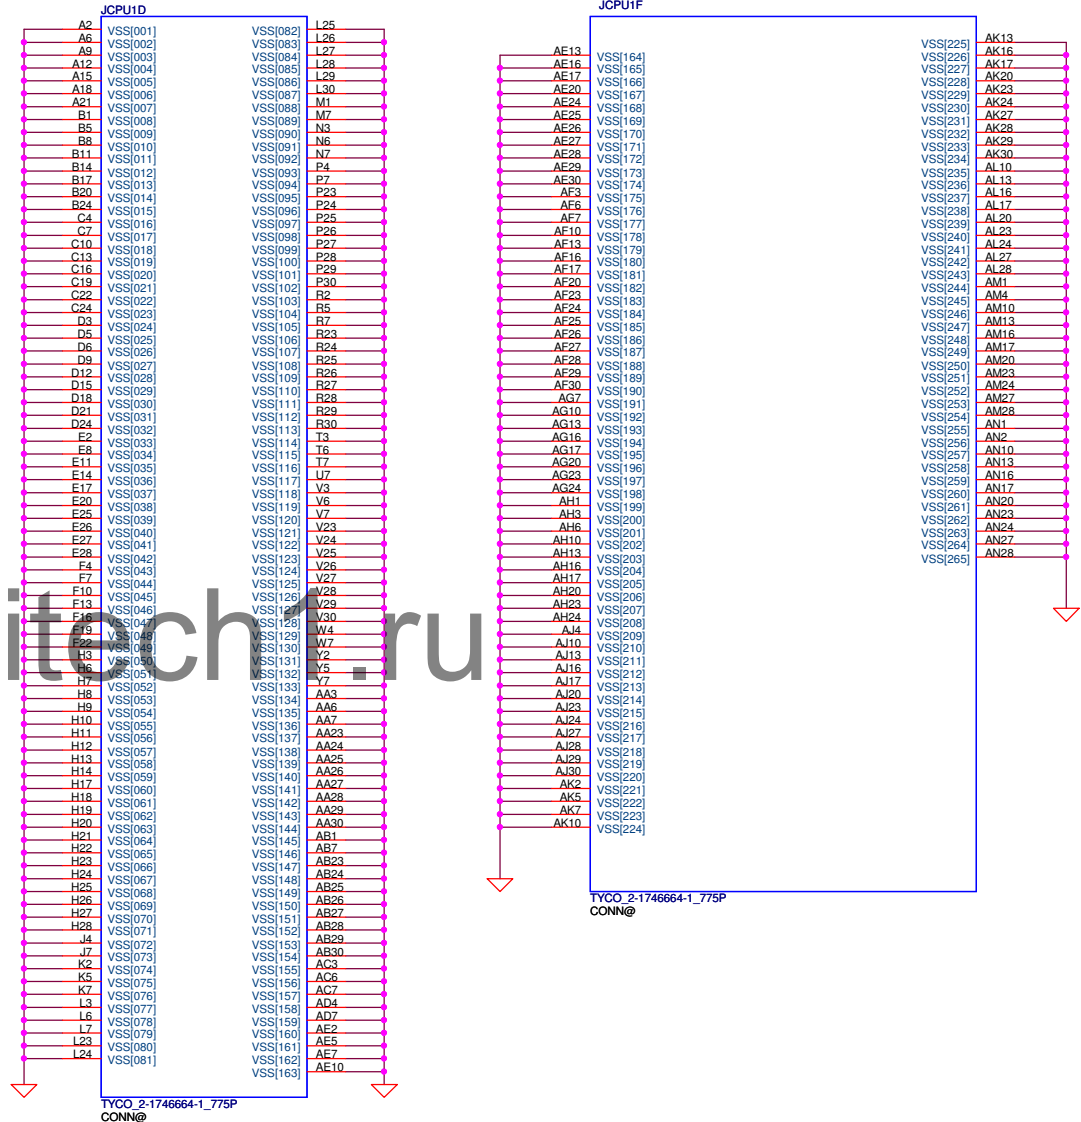 JCPU1D
A2 VSS[001] VSS[082] L25
A6 VSS[002] VSS[083] L26
A9 VSS[003] VSS[084] L27
A12 VSS[004] VSS[085] L28
A15 VSS[005] VSS[086] L29
A18 VSS[006] VSS[087] L30
A21 VSS[007] VSS[088] M1
B1 VSS[008] VSS[089] M7
B5 VSS[009] VSS[090] N3
B8 VSS[010] VSS[091] N6
B11 VSS[011] VSS[092] N7
B14 VSS[012] VSS[093] P4
B17 VSS[013] VSS[094] P7
B20 VSS[014] VSS[095] P23
B24 VSS[015] VSS[096] P24
C4 VSS[016] VSS[097] P25
C7 VSS[017] VSS[098] P26
C10 VSS[018] VSS[099] P27
C13 VSS[019] VSS[100] P28
C16 VSS[020] VSS[101] P29
C19 VSS[021] VSS[102] P30
C22 VSS[022] VSS[103] R2
C24 VSS[023] VSS[104] R5
D3 VSS[024] VSS[105] R7
D5 VSS[025] VSS[106] R23
D6 VSS[026] VSS[107] R24
D9 VSS[027] VSS[108] R25
D12 VSS[028] VSS[109] R26
D15 VSS[029] VSS[110] R27
D18 VSS[030] VSS[111] R28
D21 VSS[031] VSS[112] R29
D24 VSS[032] VSS[113] R30
E2 VSS[033] VSS[114] T3
E8 VSS[034] VSS[115] T6
E11 VSS[035] VSS[116] T7
E14 VSS[036] VSS[117] U7
E17 VSS[037] VSS[118] V3
E20 VSS[038] VSS[119] V6
E25 VSS[039] VSS[120] V7
E26 VSS[040] VSS[121] V23
E27 VSS[041] VSS[122] V24
E28 VSS[042] VSS[123] V25
F4 VSS[043] VSS[124] V26
F7 VSS[044] VSS[125] V27
F10 VSS[045] VSS[126] V28
F13 VSS[046] VSS[127] V29
F16 VSS[047] VSS[128] V30
F19 VSS[048] VSS[129] W4
F22 VSS[049] VSS[130] W7
H3 VSS[050] VSS[131] Y2
H6 VSS[051] VSS[132] Y5
H7 VSS[052] VSS[133] Y7
H8 VSS[053] VSS[134] AA3
H9 VSS[054] VSS[135] AA6
H10 VSS[055] VSS[136] AA7
H11 VSS[056] VSS[137] AA23
H12 VSS[057] VSS[138] AA24
H13 VSS[058] VSS[139] AA25
H14 VSS[059] VSS[140] AA26
H17 VSS[060] VSS[141] AA27
H18 VSS[061] VSS[142] AA28
H19 VSS[062] VSS[143] AA29
H20 VSS[063] VSS[144] AA30
H21 VSS[064] VSS[145] AB1
H22 VSS[065] VSS[146] AB7
H23 VSS[066] VSS[147] AB23
H24 VSS[067] VSS[148] AB24
H25 VSS[068] VSS[149] AB25
H26 VSS[069] VSS[150] AB26
H27 VSS[070] VSS[151] AB27
H28 VSS[071] VSS[152] AB28
J4 VSS[072] VSS[153] AB29
J7 VSS[073] VSS[154] AB30
K2 VSS[074] VSS[155] AC3
K5 VSS[075] VSS[156] AC6
K7 VSS[076] VSS[157] AC7
L3 VSS[077] VSS[158] AD4
L6 VSS[078] VSS[159] AD7
L7 VSS[079] VSS[160] AE2
L23 VSS[080] VSS[161] AE5
L24 VSS[081] VSS[162] AE7
VSS[163] AE10
TYCO_2-1746664-1_775P
CONN@
itech1.ru
JCPU1F
VSS[225] AK13
AE13 VSS[164] VSS[226] AK16
AE16 VSS[165] VSS[227] AK17
AE17 VSS[166] VSS[228] AK20
AE20 VSS[167] VSS[229] AK23
AE24 VSS[168] VSS[230] AK24
AE25 VSS[169] VSS[231] AK27
AE26 VSS[170] VSS[232] AK28
AE27 VSS[171] VSS[233] AK29
AE28 VSS[172] VSS[234] AK30
AE29 VSS[173] VSS[235] AL10
AE30 VSS[174] VSS[236] AL13
AF3 VSS[175] VSS[237] AL16
AF6 VSS[176] VSS[238] AL17
AF7 VSS[177] VSS[239] AL20
AF10 VSS[178] VSS[240] AL23
AF13 VSS[179] VSS[241] AL24
AF16 VSS[180] VSS[242] AL27
AF17 VSS[181] VSS[243] AL28
AF20 VSS[182] VSS[244] AM1
AF23 VSS[183] VSS[245] AM4
AF24 VSS[184] VSS[246] AM10
AF25 VSS[185] VSS[247] AM13
AF26 VSS[186] VSS[248] AM16
AF27 VSS[187] VSS[249] AM17
AF28 VSS[188] VSS[250] AM20
AF29 VSS[189] VSS[251] AM23
AF30 VSS[190] VSS[252] AM24
AG7 VSS[191] VSS[253] AM27
AG10 VSS[192] VSS[254] AM28
AG13 VSS[193] VSS[255] AN1
AG16 VSS[194] VSS[256] AN2
AG17 VSS[195] VSS[257] AN10
AG20 VSS[196] VSS[258] AN13
AG23 VSS[197] VSS[259] AN16
AG24 VSS[198] VSS[260] AN17
AH1 VSS[199] VSS[261] AN20
AH3 VSS[200] VSS[262] AN23
AH6 VSS[201] VSS[263] AN24
AH10 VSS[202] VSS[264] AN27
AH13 VSS[203] VSS[265] AN28
AH16 VSS[204]
AH17 VSS[205]
AH20 VSS[206]
AH23 VSS[207]
AH24 VSS[208]
AJ4 VSS[209]
AJ10 VSS[210]
AJ13 VSS[211]
AJ16 VSS[212]
AJ17 VSS[213]
AJ20 VSS[214]
AJ23 VSS[215]
AJ24 VSS[216]
AJ27 VSS[217]
AJ28 VSS[218]
AJ29 VSS[219]
AJ30 VSS[220]
AK2 VSS[221]
AK5 VSS[222]
AK7 VSS[223]
AK10 VSS[224]
TYCO_2-1746664-1_775P
CONN@